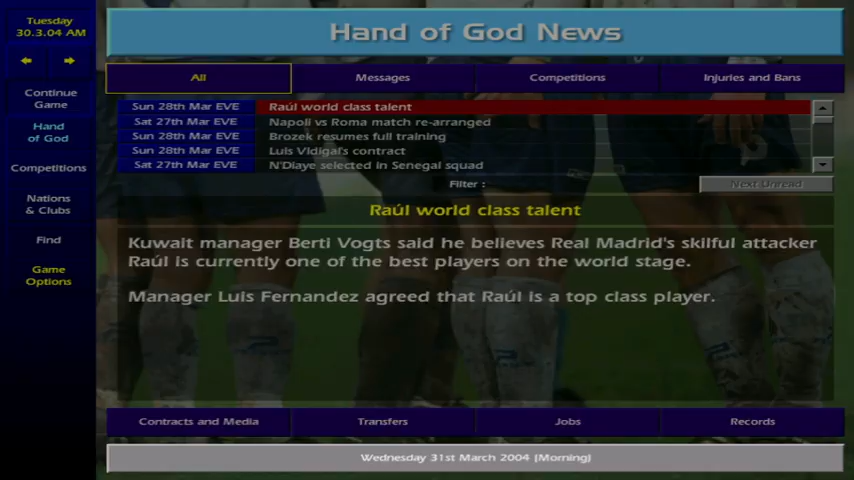 Tuesday
30.3.04 AM
Continue
Game
Hand
of God
Competitions
Nations
& Clubs
Find
Game
Options
Hand of God News
All
Messages
Competitions
Injuries and Bans
Sun 28th Mar EVE Raúl world class talent
Sat 27th Mar EVE Napoli vs Roma match re-arranged
Sun 28th Mar EVE Brozek resumes full training
Sun 28th Mar EVE Luis Vidigal's contract
Sat 27th Mar EVE N'Diaye selected in Senegal squad
Filter :
Next Unread
Raúl world class talent
Kuwait manager Berti Vogts said he believes Real Madrid's skilful attacker
Raúl is currently one of the best players on the world stage.
Manager Luis Fernandez agreed that Raúl is a top class player.
Contracts and Media
Transfers
Jobs
Records
Wednesday 31st March 2004 (Morning)